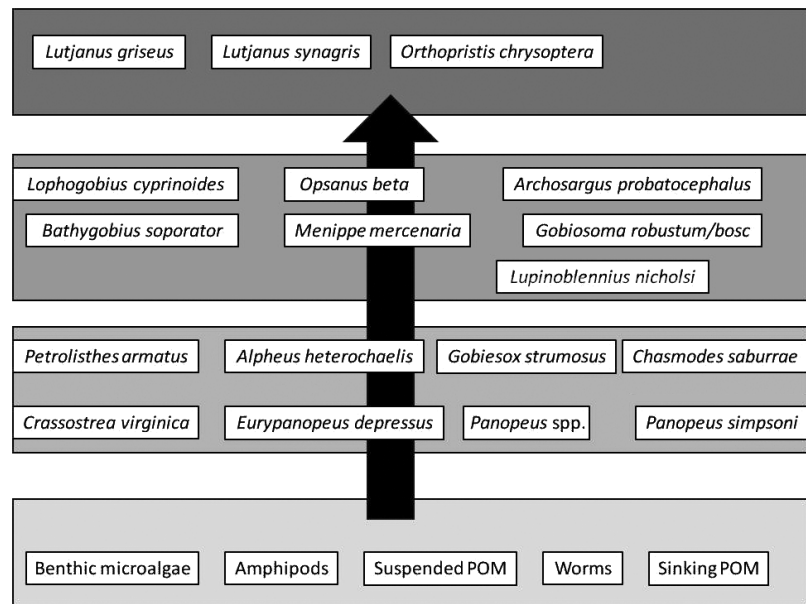 Lutjanus griseus Lutjanus synagris Orthopristis chrysoptera
Lophogobius cyprinoides Opsanus beta Archosargus probatocephalus
Bathygobius soporator Menippe mercenaria Gobiosoma robustum/bosc
Lupinoblennius nicholsi
Petrolisthes armatus Alpheus heterochaelis Gobiesox strumosus Chasmodes saburrae
Crassostrea virginica Eurypanopeus depressus Panopeus spp. Panopeus simpsoni
Benthic microalgae Amphipods Suspended POM Worms Sinking POM